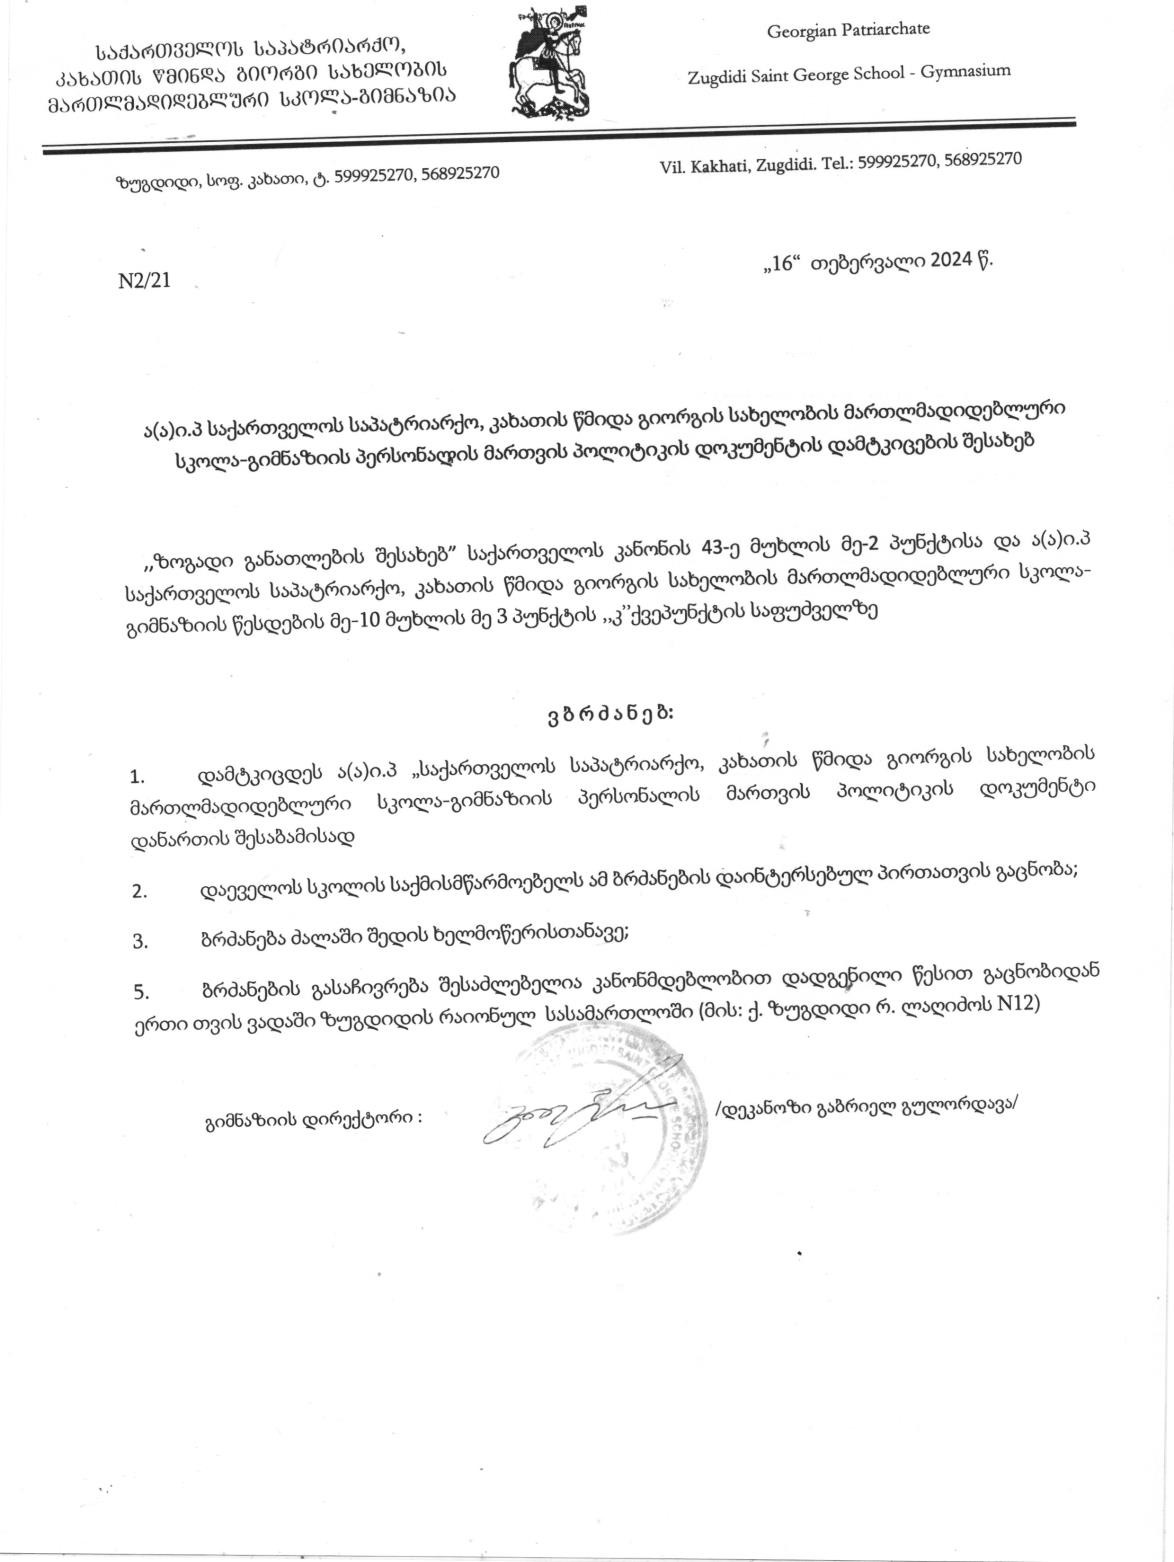 საქართველოს საპატრიარქო,
კახათის წმინდა გიორგი სახელობის
მართლმადიდებლური სკოლა-გიმნაზია
Georgian Patriarchate
Zugdidi Saint George School - Gymnasium
ზუგდიდი, სოფ. კახათი, ტ. 599925270, 568925270
Vil. Kakhati, Zugdidi. Tel.: 599925270, 568925270
N2/21
„16“ თებერვალი 2024 წ.
ა(ა)ი.პ საქართველოს საპატრიარქო, კახათის წმიდა გიორგის სახელობის მართლმადიდებლური
სკოლა-გიმნაზიის პერსონალის მართვის პოლიტიკის დოკუმენტის დამტკიცების შესახებ
,,ზოგადი განათლების შესახებ” საქართველოს კანონის 43-ე მუხლის მე-2 პუნქტისა და ა(ა)ი.პ
საქართველოს საპატრიარქო, კახათის წმიდა გიორგის სახელობის მართლმადიდებლური სკოლა-
გიმნაზიის წესდების მე-10 მუხლის მე 3 პუნქტის ,,კ’’ქვეპუნქტის საფუძველზე
ვ ბ რ ძ ა ნ ე ბ:
1. დამტკიცდეს ა(ა)ი.პ „საქართველოს საპატრიარქო, კახათის წმიდა გიორგის სახელობის
მართლმადიდებლური სკოლა-გიმნაზიის პერსონალის მართვის პოლიტიკის დოკუმენტი
დანართის შესაბამისად
2. დაეველოს სკოლის საქმისმწარმოებელს ამ ბრძანების დაინტერსებულ პირთათვის გაცნობა;
3. ბრძანება ძალაში შედის ხელმოწერისთანავე;
5. ბრძანების გასაჩივრება შესაძლებელია კანონმდებლობით დადგენილი წესით გაცნობიდან
ერთი თვის ვადაში ზუგდიდის რაიონულ სასამართლოში (მის: ქ. ზუგდიდი რ. ლაღიძოს N12)
გიმნაზიის დირექტორი :
/დეკანოზი გაბრიელ გულორდავა/